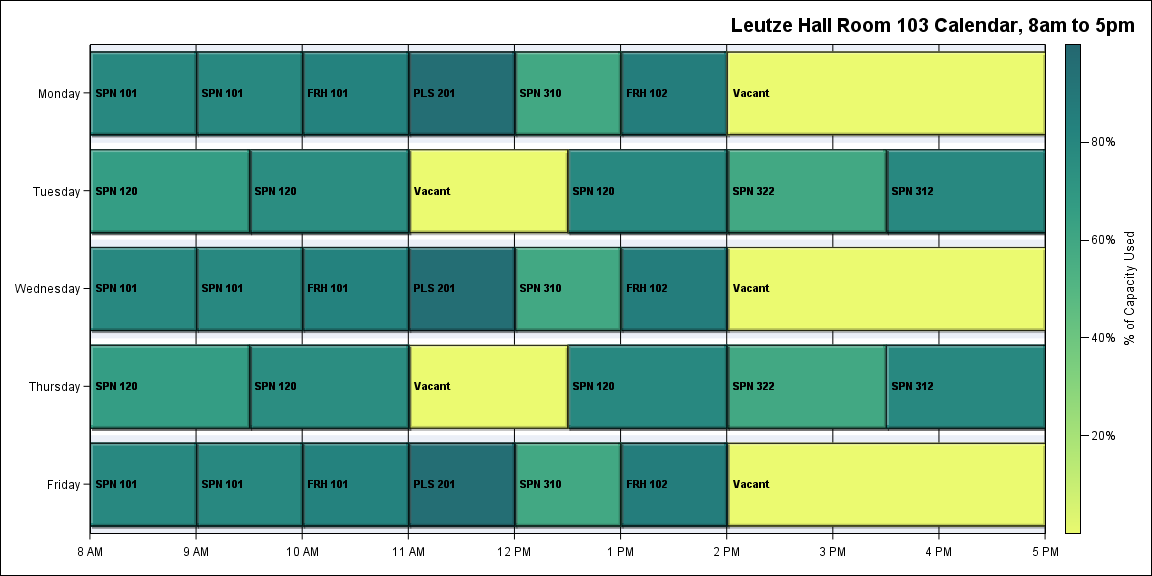 Leutze Hall Room 103 Calendar, 8am to 5pm
Monday
SPN 101
SPN 101
FRH 101
PLS 201
SPN 310
FRH 102
Vacant
Tuesday
SPN 120
SPN 120
Vacant
SPN 120
SPN 322
SPN 312
Wednesday
SPN 101
SPN 101
FRH 101
PLS 201
SPN 310
FRH 102
Vacant
Thursday
SPN 120
SPN 120
Vacant
SPN 120
SPN 322
SPN 312
Friday
SPN 101
SPN 101
FRH 101
PLS 201
SPN 310
FRH 102
Vacant
8 AM
9 AM
10 AM
11 AM
12 PM
1 PM
2 PM
3 PM
4 PM
5 PM
80%
60%
40%
20%
% of Capacity Used